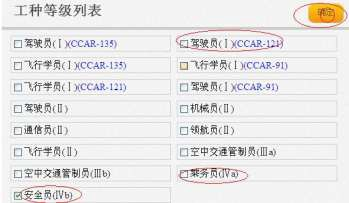 工种等级列表
确定
驾驶员(Ⅰ)(CCAR-135)
驾驶员(Ⅰ)(CCAR-121)
飞行学员(Ⅰ)(CCAR-135)
飞行学员(Ⅰ)(CCAR-91)
飞行学员(Ⅰ)(CCAR-121)
驾驶员(Ⅰ)(CCAR-91)
驾驶员(Ⅱ)
机械员(Ⅱ)
通信员(Ⅱ)
领航员(Ⅱ)
飞行学员(Ⅱ)
空中交通管制员(Ⅲa)
空中交通管制员(Ⅲb)
乘务员(Ⅳa)
安全员(Ⅳb)